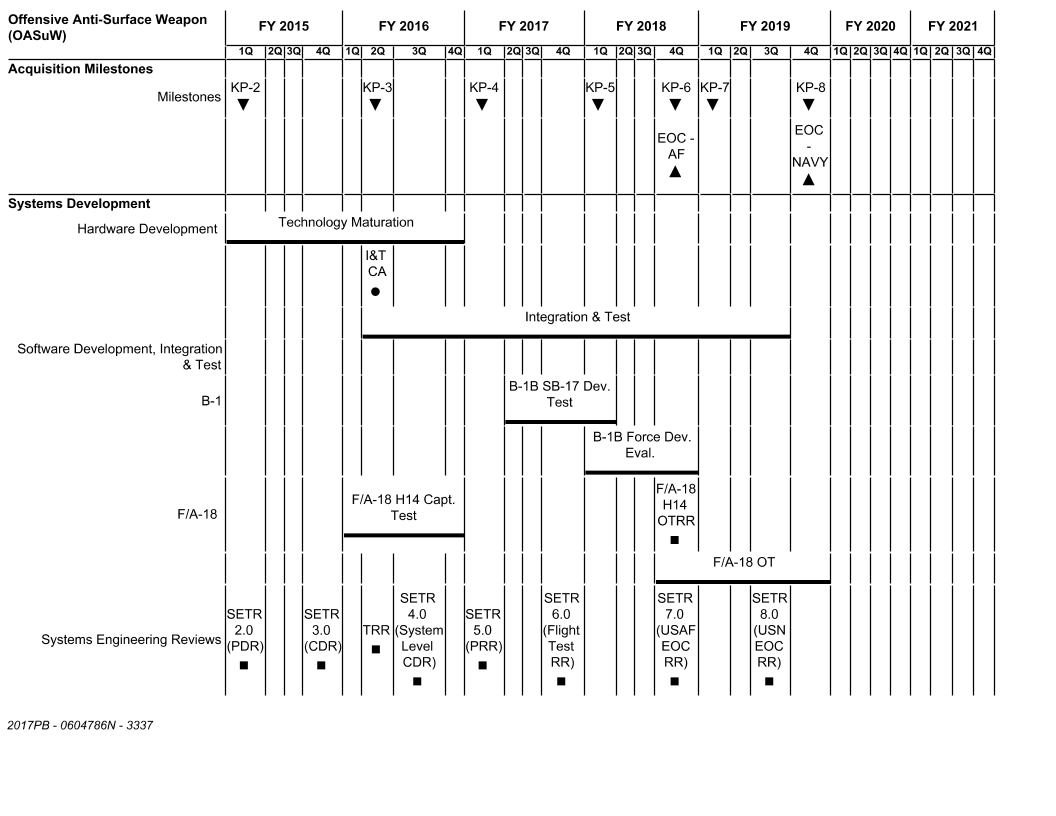 Offensive Anti-Surface Weapon
(OASuW)
FY 2015 FY 2016 FY 2017 FY 2018 FY 2019 FY 2020 FY 2021
1Q 2Q 3Q 4Q 1Q 2Q 3Q 4Q 1Q 2Q 3Q 4Q 1Q 2Q 3Q 4Q 1Q 2Q 3Q 4Q 1Q 2Q 3Q 4Q 1Q 2Q 3Q 4Q
Acquisition Milestones
Milestones
KP-2 KP-3 KP-4 KP-5 KP-6 KP-7 KP-8
EOC -
AF
EOC
-
NAVY
Systems Development
Hardware Development
Technology Maturation
I&T
CA
Integration & Test
Software Development, Integration
& Test
B-1
B-1B SB-17 Dev.
Test
B-1B Force Dev.
Eval.
F/A-18
F/A-18 H14 Capt.
Test
F/A-18
H14
OTRR
F/A-18 OT
Systems Engineering Reviews
SETR
2.0
(PDR)
SETR
3.0
(CDR)
TRR
SETR
4.0
(System
Level
CDR)
SETR
5.0
(PRR)
SETR
6.0
(Flight
Test
RR)
SETR
7.0
(USAF
EOC
RR)
SETR
8.0
(USN
EOC
RR)
2017PB - 0604786N - 3337